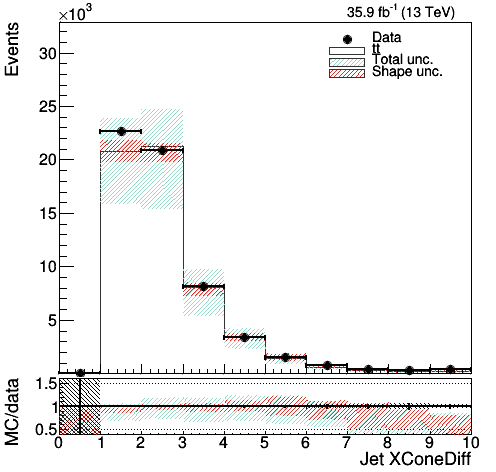 ×10³
35.9 fb⁻¹ (13 TeV)
Events
Data
tt̄
Total unc.
Shape unc.
30
25
20
15
10
5
MC/data
1.5
1
0.5
0 1 2 3 4 5 6 7 8 9 10
Jet XConeDiff